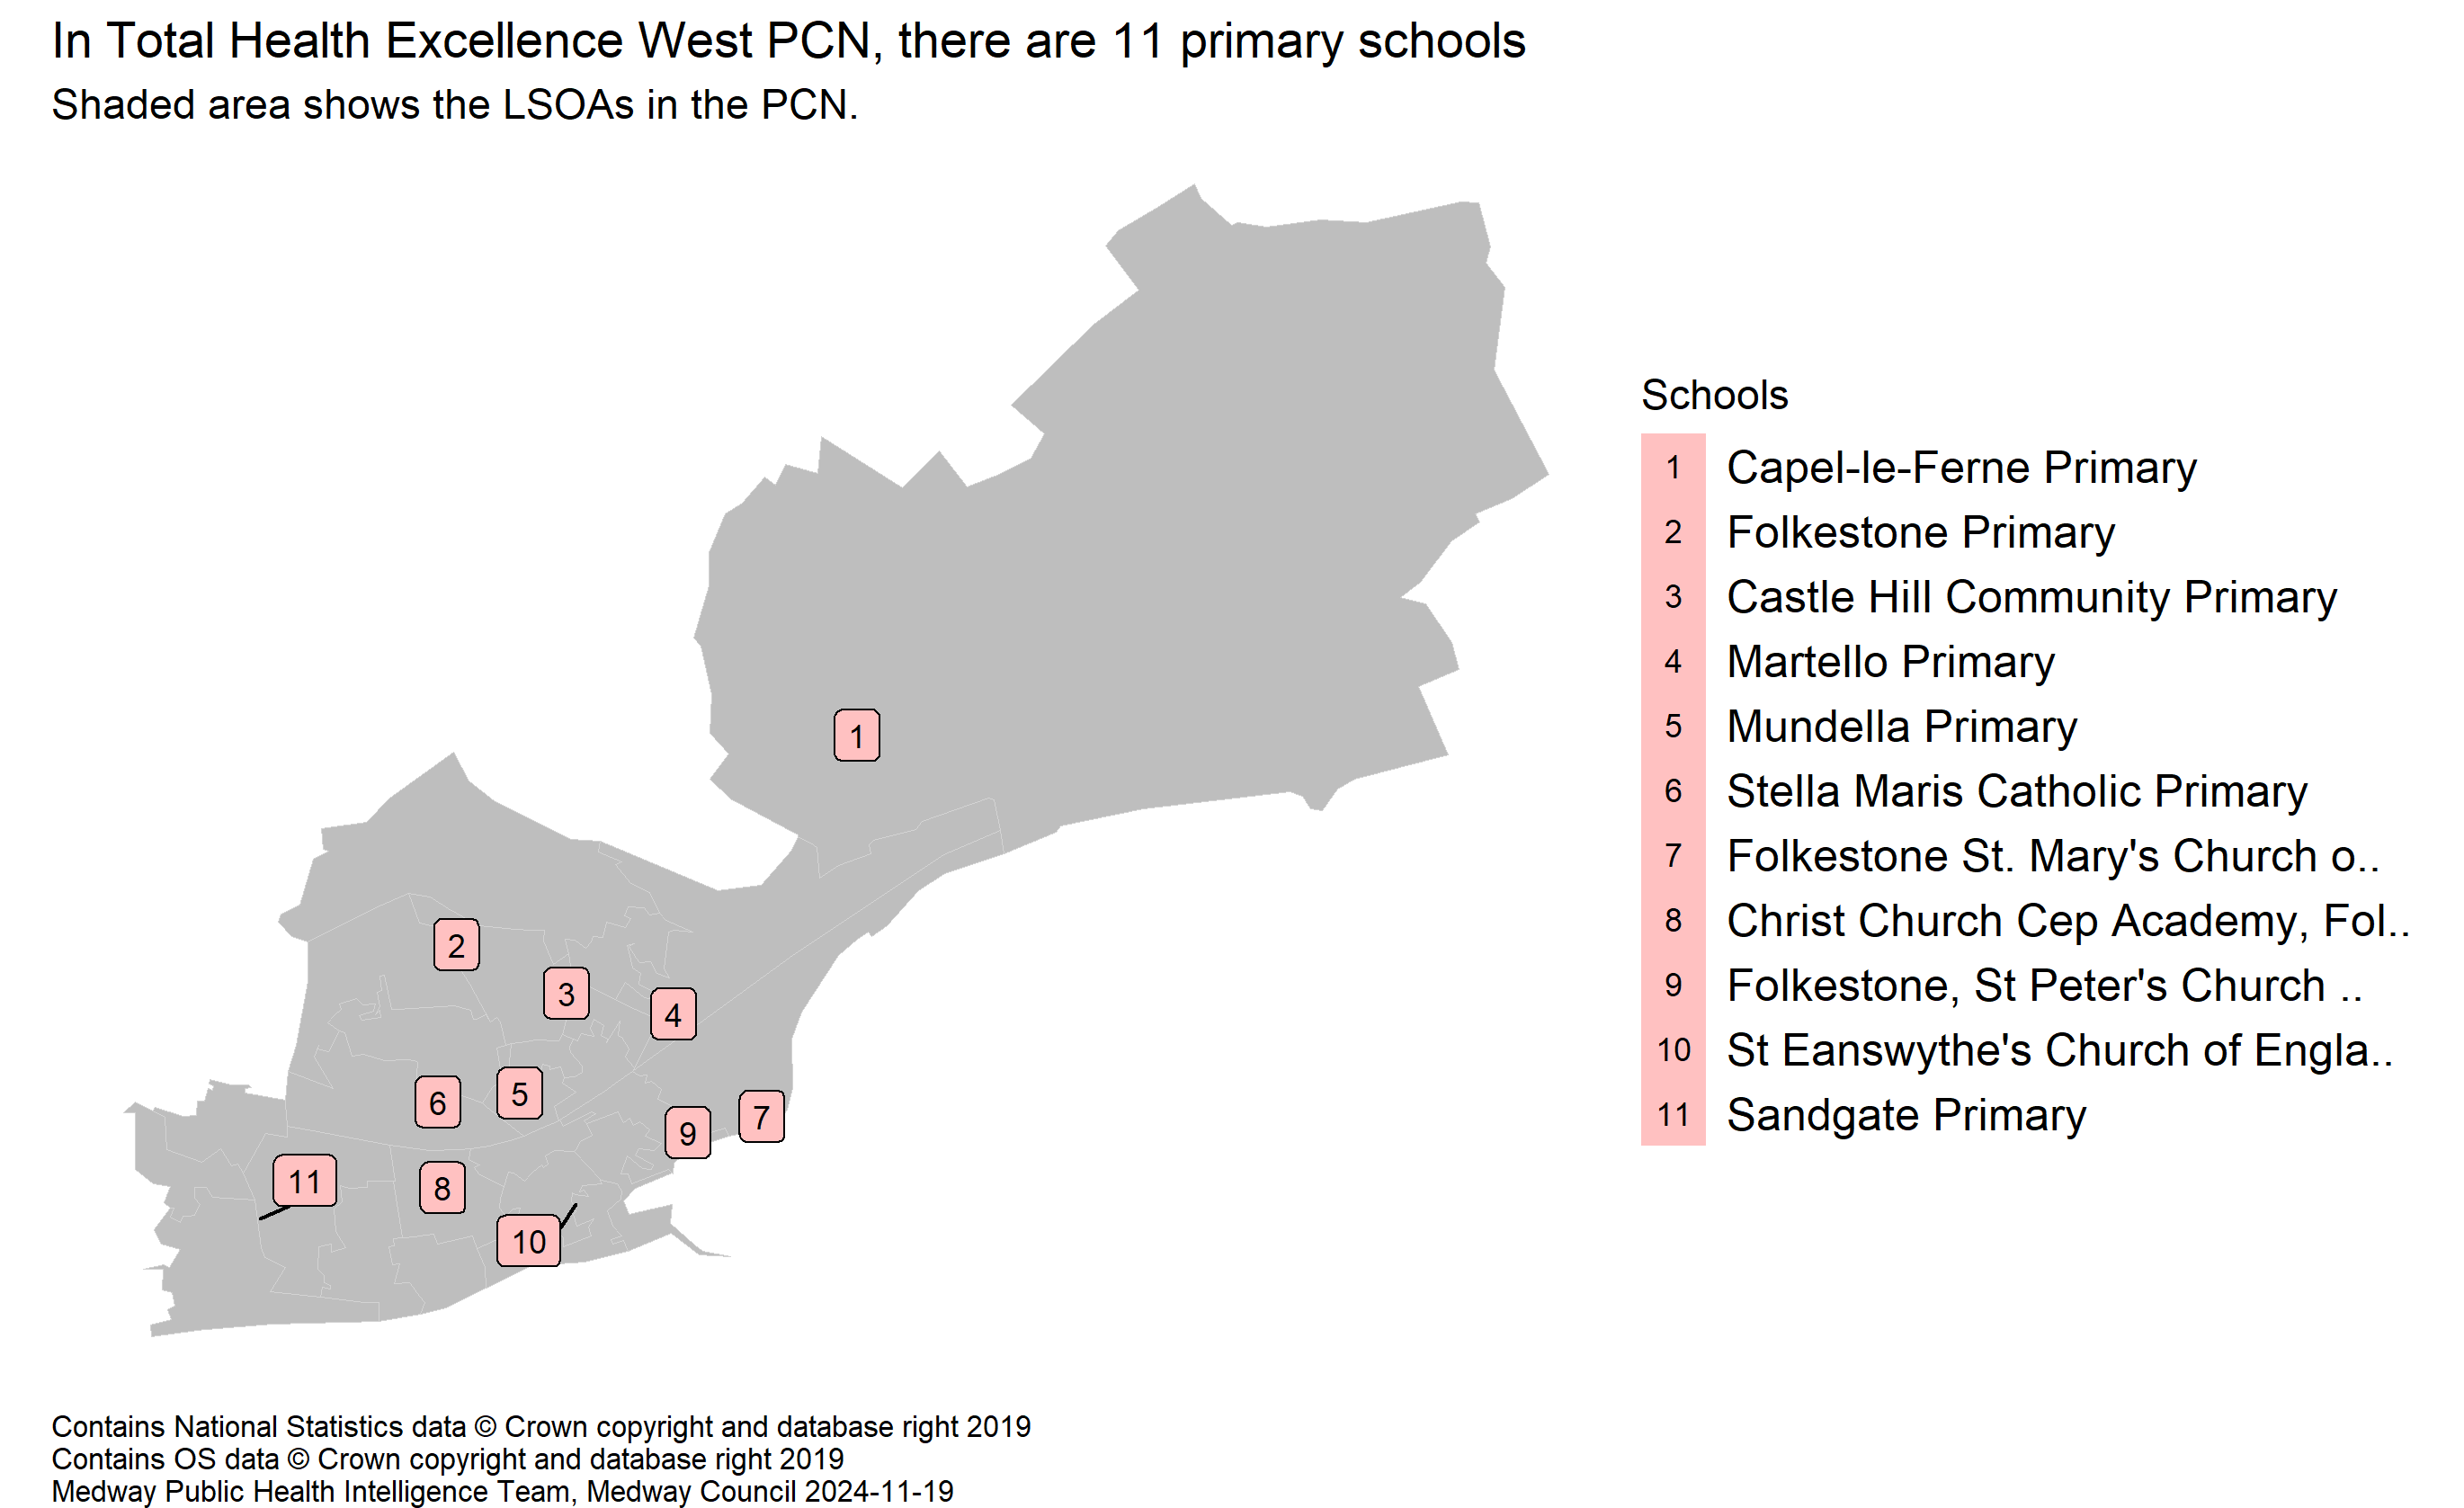 In Total Health Excellence West PCN, there are 11 primary schools
Shaded area shows the LSOAs in the PCN.
1
2
3
4
5
6
7
8
9
10
11
Schools
1 Capel-le-Ferne Primary
2 Folkestone Primary
3 Castle Hill Community Primary
4 Martello Primary
5 Mundella Primary
6 Stella Maris Catholic Primary
7 Folkestone St. Mary's Church o..
8 Christ Church Cep Academy, Fol..
9 Folkestone, St Peter's Church ..
10 St Eanswythe's Church of Engla..
11 Sandgate Primary
Contains National Statistics data © Crown copyright and database right 2019
Contains OS data © Crown copyright and database right 2019
Medway Public Health Intelligence Team, Medway Council 2024-11-19